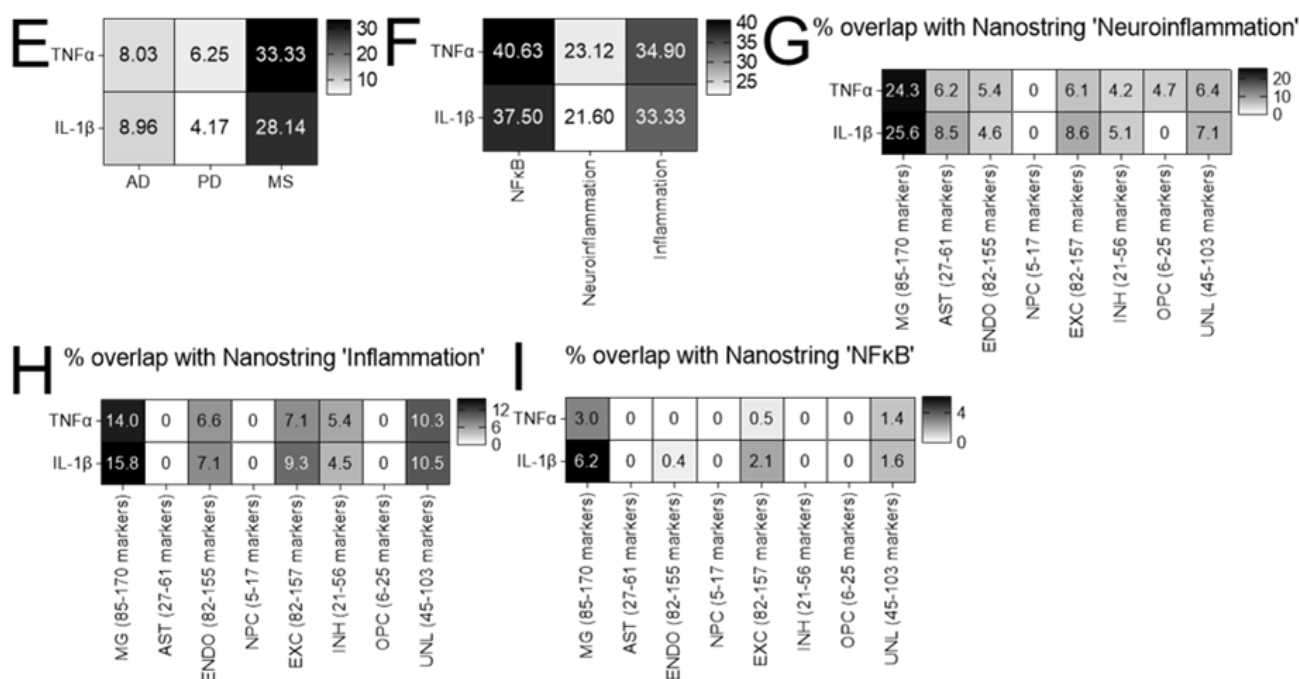 E
TNFα 8.03 6.25 33.33
IL-1β 8.96 4.17 28.14
AD PD MS
30
20
10
F
TNFα 40.63 23.12 34.90
IL-1β 37.50 21.60 33.33
NFκB Neuroinflammation Inflammation
40
35
30
25
G % overlap with Nanostring 'Neuroinflammation'
TNFα 24.3 6.2 5.4 0 6.1 4.2 4.7 6.4
IL-1β 25.6 8.5 4.6 0 8.6 5.1 0 7.1
20
10
0
MG (85-170 markers)
AST (27-61 markers)
ENDO (82-155 markers)
NPC (5-17 markers)
EXC (82-157 markers)
INH (21-56 markers)
OPC (6-25 markers)
UNL (45-103 markers)
H % overlap with Nanostring 'Inflammation'
TNFα 14.0 0 6.6 0 7.1 5.4 0 10.3
IL-1β 15.8 0 7.1 0 9.3 4.5 0 10.5
12
6
0
MG (85-170 markers)
AST (27-61 markers)
ENDO (82-155 markers)
NPC (5-17 markers)
EXC (82-157 markers)
INH (21-56 markers)
OPC (6-25 markers)
UNL (45-103 markers)
I % overlap with Nanostring 'NFκB'
TNFα 3.0 0 0 0 0.5 0 0 1.4
IL-1β 6.2 0 0.4 0 2.1 0 0 1.6
4
0
MG (85-170 markers)
AST (27-61 markers)
ENDO (82-155 markers)
NPC (5-17 markers)
EXC (82-157 markers)
INH (21-56 markers)
OPC (6-25 markers)
UNL (45-103 markers)